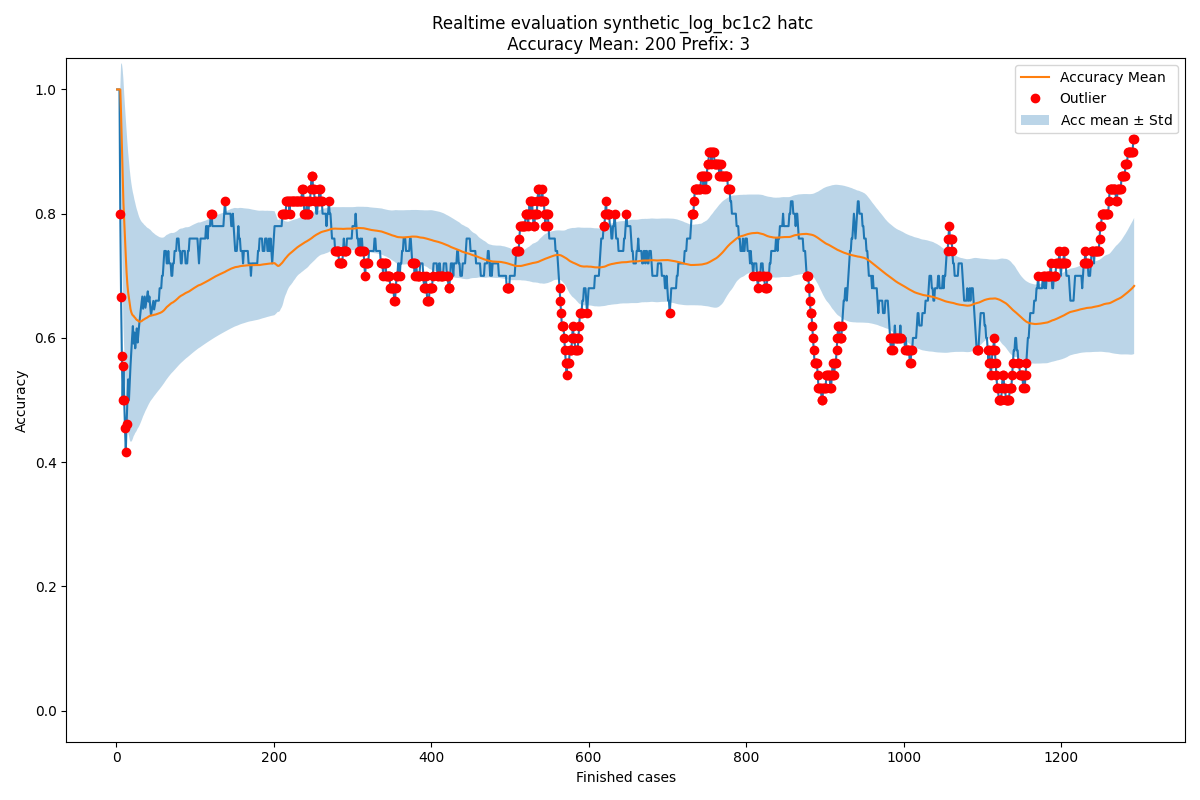 Realtime evaluation synthetic_log_bc1c2 hatc
Accuracy Mean: 200 Prefix: 3
Accuracy Mean
Outlier
Acc mean ± Std
Accuracy
1.0
0.8
0.6
0.4
0.2
0.0
0 200 400 600 800 1000 1200
Finished cases